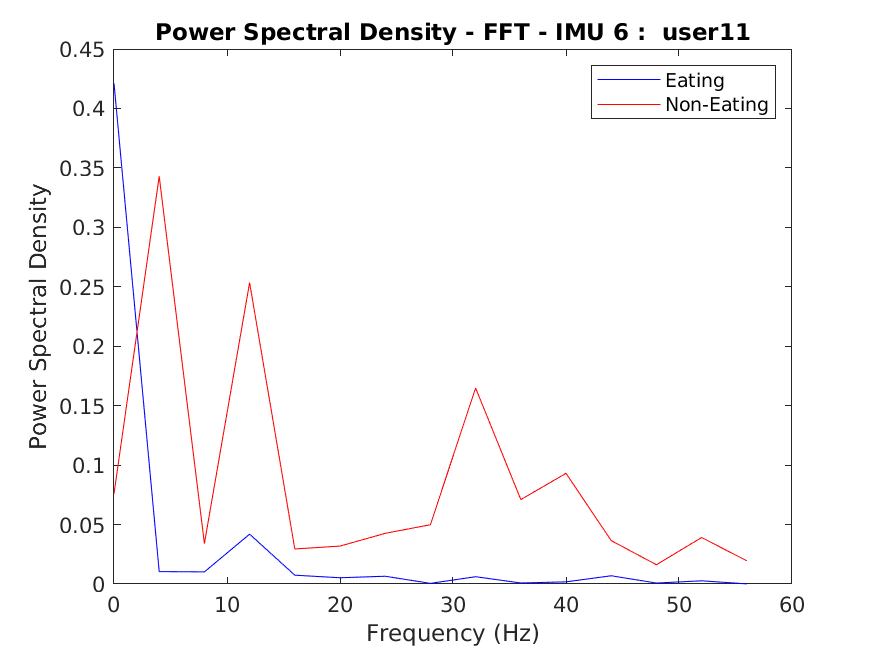 Power Spectral Density - FFT - IMU 6 :  user11
Eating
Non-Eating
0.45
0.4
0.35
0.3
0.25
0.2
0.15
0.1
0.05
0
Power Spectral Density
0 10 20 30 40 50 60
Frequency (Hz)